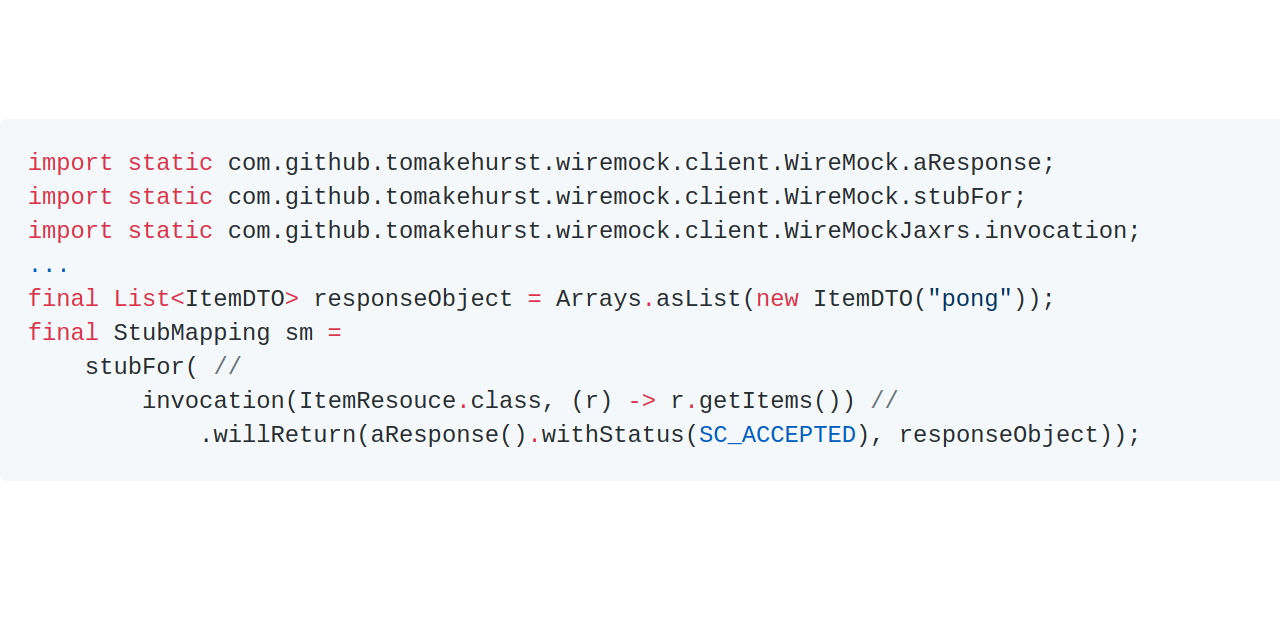 import static com.github.tomakehurst.wiremock.client.WireMock.aResponse;
import static com.github.tomakehurst.wiremock.client.WireMock.stubFor;
import static com.github.tomakehurst.wiremock.client.WireMockJaxrs.invocation;
...
final List<ItemDTO> responseObject = Arrays.asList(new ItemDTO("pong"));
final StubMapping sm =
    stubFor( //
        invocation(ItemResouce.class, (r) -> r.getItems()) //
            .willReturn(aResponse().withStatus(SC_ACCEPTED), responseObject));